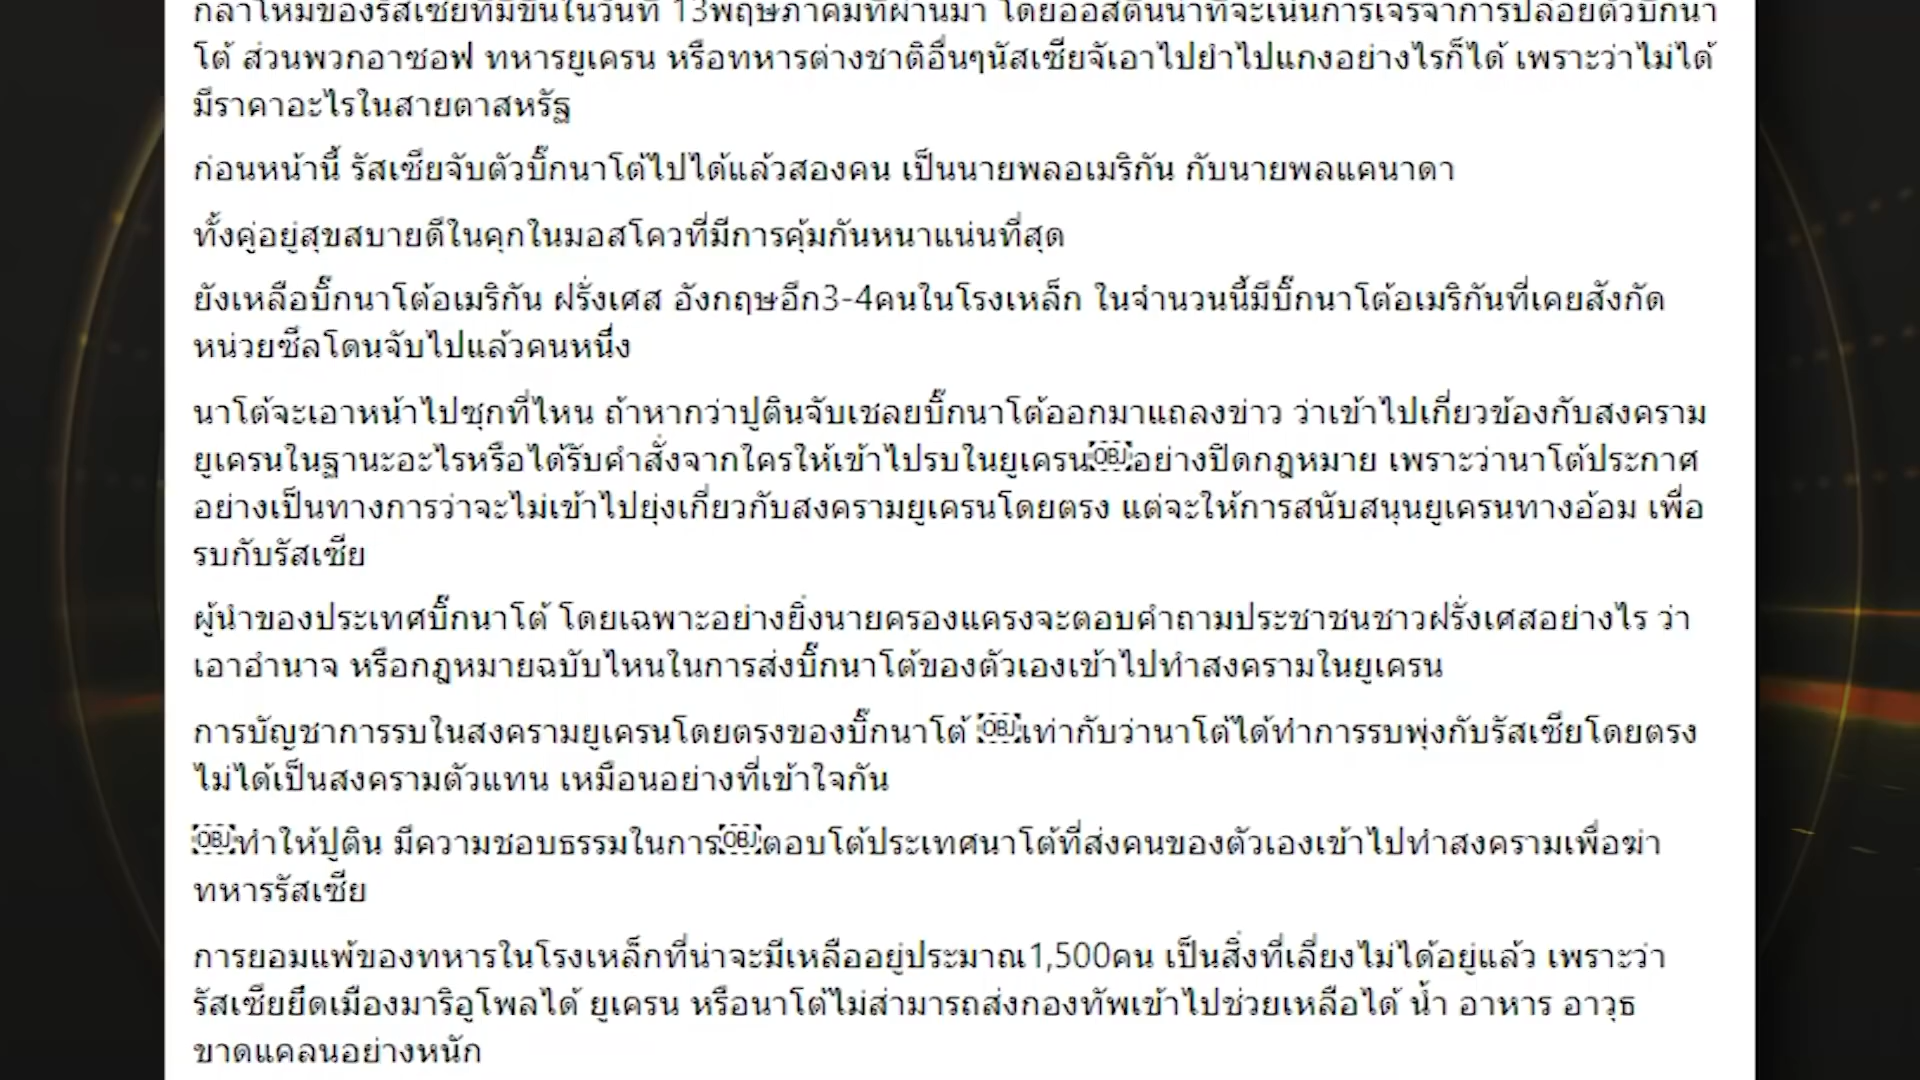 กลาโหมของรัสเซียที่มีขึ้นในวันที่ 13พฤษภาคมที่ผ่านมา โดยออสตินน่าที่จะเน้นการเจรจาการปล่อยตัวบิ๊กนา
โต้ ส่วนพวกอาซอฟ ทหารยูเครน หรือทหารต่างชาติอื่นๆนัสเซียจัเอาไปยำไปแกงอย่างไรก็ได้ เพราะว่าไม่ได้
มีราคาอะไรในสายตาสหรัฐ
ก่อนหน้านี้ รัสเซียจับตัวบิ๊กนาโต้ไปได้แล้วสองคน เป็นนายพลอเมริกัน กับนายพลแคนาดา
ทั้งคู่อยู่สุขสบายดีในคุกในมอสโควที่มีการคุ้มกันหนาแน่นที่สุด
ยังเหลือบิ๊กนาโต้อเมริกัน ฝรั่งเศส อังกฤษอีก3-4คนในโรงเหล็ก ในจำนวนนี้มีบิ๊กนาโต้อเมริกันที่เคยสังกัด
หน่วยซีลโดนจับไปแล้วคนหนึ่ง
นาโต้จะเอาหน้าไปซุกที่ไหน ถ้าหากว่าปูตินจับเชลยบิ๊กนาโต้ออกมาแถลงข่าว ว่าเข้าไปเกี่ยวข้องกับสงคราม
ยูเครนในฐานะอะไรหรือได้รับคำสั่งจากใครให้เข้าไปรบในยูเครน￼อย่างปิดกฎหมาย เพราะว่านาโต้ประกาศ
อย่างเป็นทางการว่าจะไม่เข้าไปยุ่งเกี่ยวกับสงครามยูเครนโดยตรง แต่จะให้การสนับสนุนยูเครนทางอ้อม เพื่อ
รบกับรัสเซีย
ผู้นำของประเทศบิ๊กนาโต้ โดยเฉพาะอย่างยิ่งนายครองแครงจะตอบคำถามประชาชนชาวฝรั่งเศสอย่างไร ว่า
เอาอำนาจ หรือกฎหมายฉบับไหนในการส่งบิ๊กนาโต้ของตัวเองเข้าไปทำสงครามในยูเครน
การบัญชาการรบในสงครามยูเครนโดยตรงของบิ๊กนาโต้ ￼เท่ากับว่านาโต้ได้ทำการรบพุ่งกับรัสเซียโดยตรง
ไม่ได้เป็นสงครามตัวแทน เหมือนอย่างที่เข้าใจกัน
￼ทำให้ปูติน มีความชอบธรรมในการ￼ตอบโต้ประเทศนาโต้ที่ส่งคนของตัวเองเข้าไปทำสงครามเพื่อฆ่า
ทหารรัสเซีย
การยอมแพ้ของทหารในโรงเหล็กที่น่าจะมีเหลืออยู่ประมาณ1,500คน เป็นสิ่งที่เลี่ยงไม่ได้อยู่แล้ว เพราะว่า
รัสเซียยึดเมืองมาริอูโพลได้ ยูเครน หรือนาโต้ไม่ส่ามารถส่งกองทัพเข้าไปช่วยเหลือได้ น้ำ อาหาร อาวุธ
ขาดแคลนอย่างหนัก